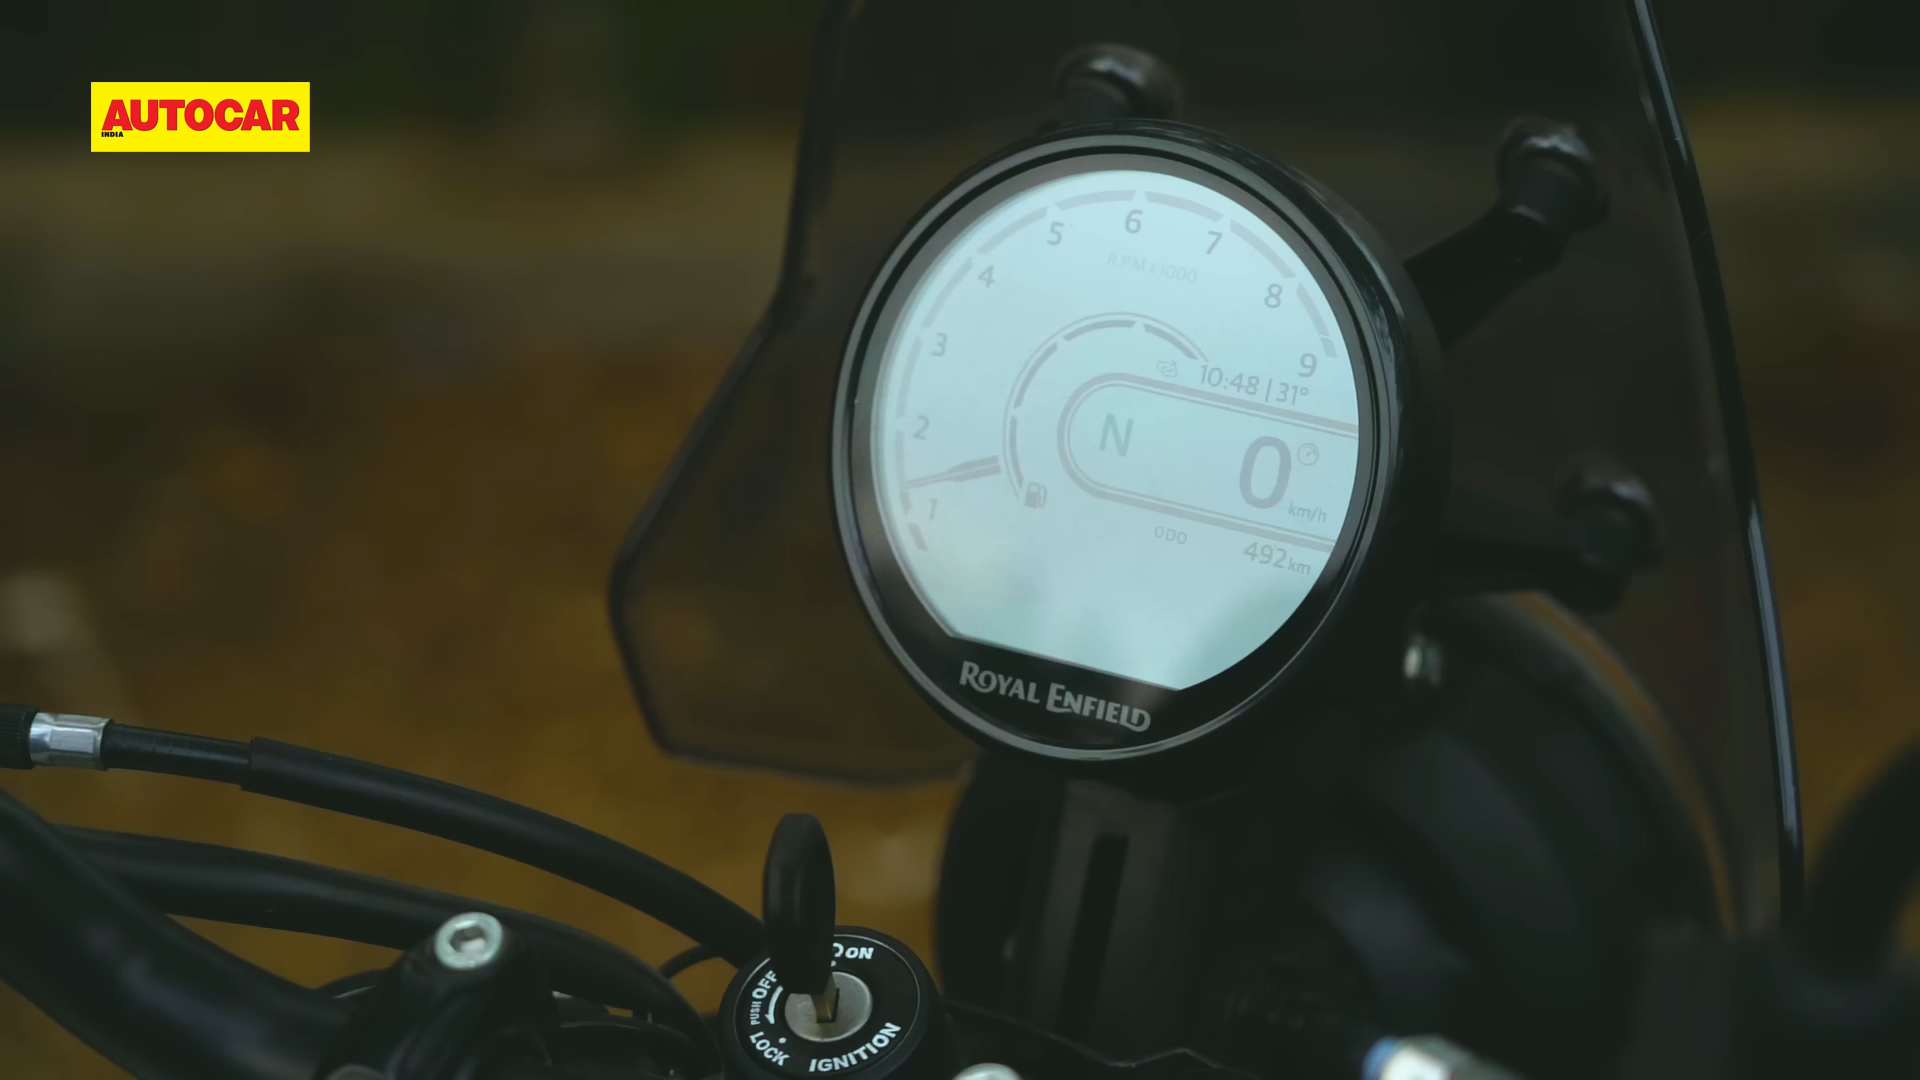 AUTOCAR
INDIA
5 6 7
4 8
R.P.M x 1000
3 9
10:48 | 31°
2 N 0
km/h
1
ODO
492 km
ROYAL ENFIELD
ON
OFF
PUSH
LOCK
IGNITION